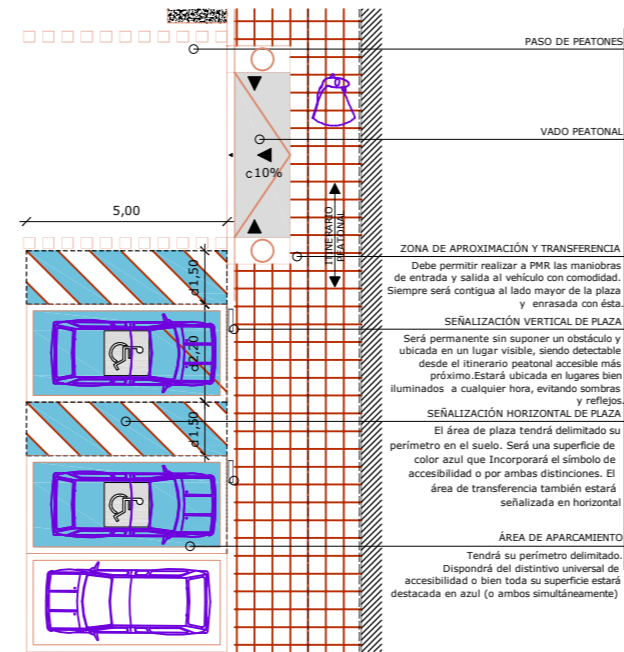 PASO DE PEATONES
VADO PEATONAL
c10%
5,00
ITINERARIO
PEATONAL
ZONA DE APROXIMACIÓN Y TRANSFERENCIA
Debe permitir realizar a PMR las maniobras
de entrada y salida al vehículo con comodidad.
Siempre será contigua al lado mayor de la plaza
y enrasada con ésta.
d1,50
SEÑALIZACIÓN VERTICAL DE PLAZA
Será permanente sin suponer un obstáculo y
ubicada en un lugar visible, siendo detectable
desde el itinerario peatonal accesible más
próximo.Estará ubicada en lugares bien
iluminados a cualquier hora, evitando sombras
y reflejos.
d2,20
SEÑALIZACIÓN HORIZONTAL DE PLAZA
El área de plaza tendrá delimitado su
perímetro en el suelo. Será una superficie de
color azul que Incorporará el símbolo de
accesibilidad o por ambas distinciones. El
área de transferencia también estará
señalizada en horizontal
d1,50
ÁREA DE APARCAMIENTO
Tendrá su perímetro delimitado.
Dispondrá del distintivo universal de
accesibilidad o bien toda su superficie estará
destacada en azul (o ambos simultáneamente)